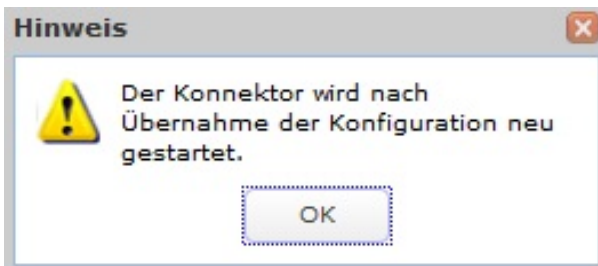 Hinweis
Der Konnektor wird nach
Übernahme der Konfiguration neu
gestartet.
OK